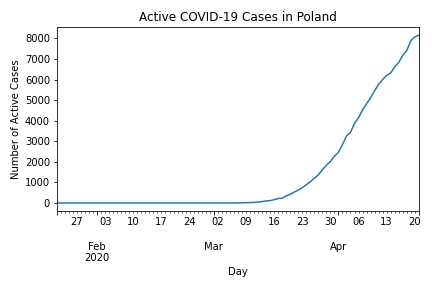 Active COVID-19 Cases in Poland
Number of Active Cases
8000
7000
6000
5000
4000
3000
2000
1000
0
27 03 10 17 24 02 09 16 23 30 06 13 20
Feb Mar Apr
2020
Day